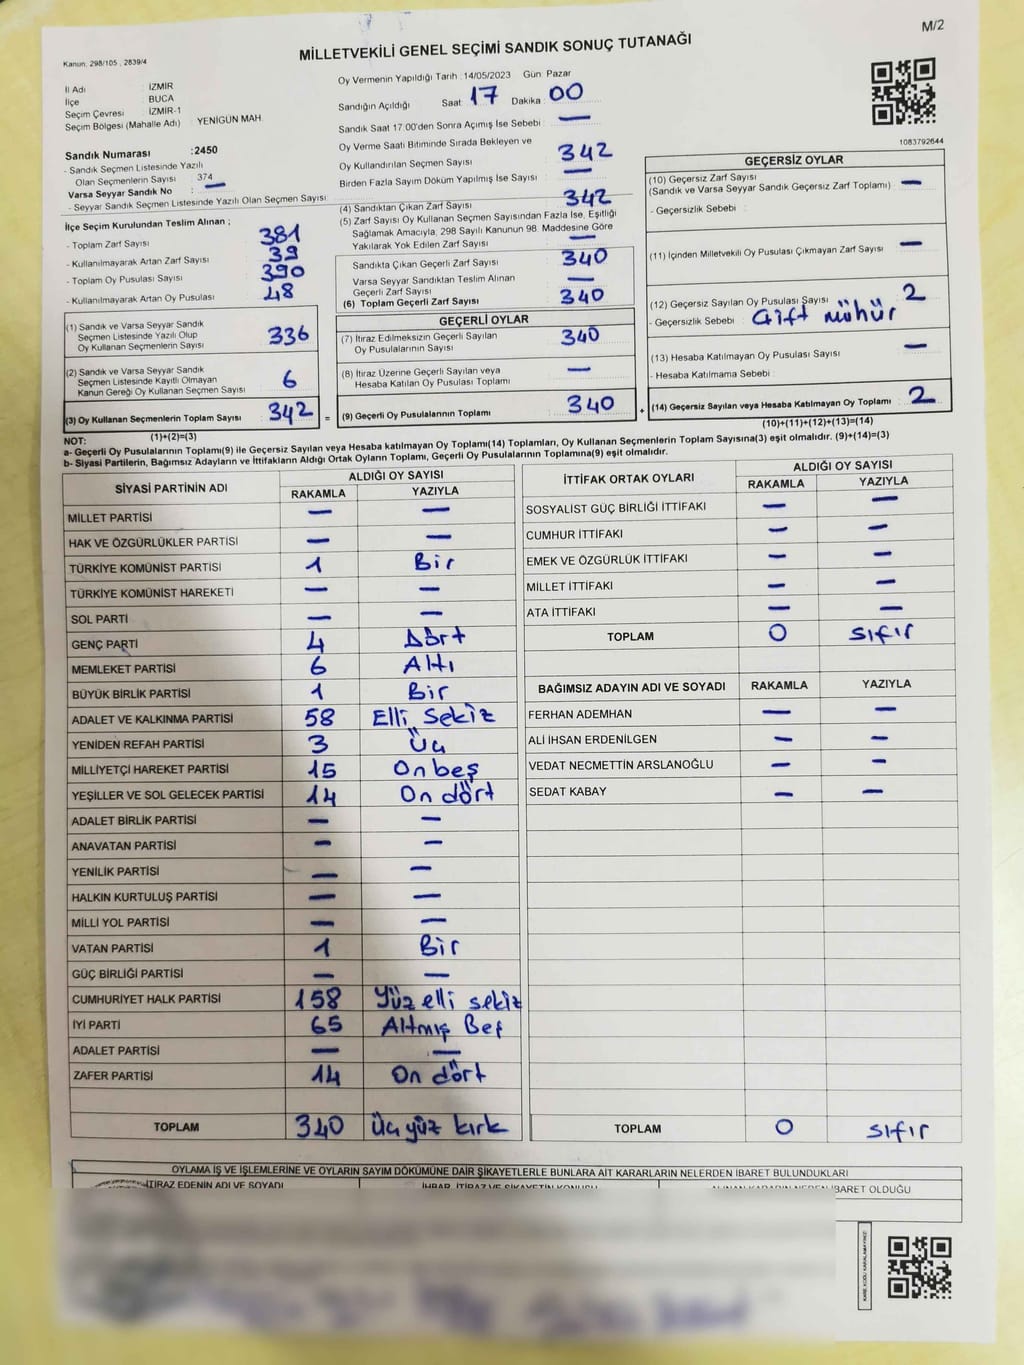 M/2
MİLLETVEKİLİ GENEL SEÇİMİ SANDIK SONUÇ TUTANAĞI
Kanun, 298/105 , 2839/4
İl Adı : İZMİR
İlçe : BUCA
Seçim Çevresi : İZMİR-1
Seçim Bölgesi (Mahalle Adı) YENİGÜN MAH.
Sandık Numarası :2450
- Sandık Seçmen Listesinde Yazılı
Olan Seçmenlerin Sayısı 374
Varsa Seyyar Sandık No : —
- Seyyar Sandık Seçmen Listesinde Yazılı Olan Seçmen Sayısı:
Oy Vermenin Yapıldığı Tarih :14/05/2023 Gün: Pazar
Sandığın Açıldığı Saat 17 Dakika : 00
Sandık Saat 17:00'den Sonra Açımış İse Sebebi : —
Oy Verme Saati Bitiminde Sırada Bekleyen ve
Oy Kullandırılan Seçmen Sayısı : 342
Birden Fazla Sayım Döküm Yapılmış İse Sayısı : —
1083792644
İlçe Seçim Kurulundan Teslim Alınan ;
- Toplam Zarf Sayısı : 381
- Kullanılmayarak Artan Zarf Sayısı : 39
- Toplam Oy Pusulası Sayısı : 390
- Kullanılmayarak Artan Oy Pusulası : 48
(4) Sandıktan Çıkan Zarf Sayısı : 342
(5) Zarf Sayısı Oy Kullanan Seçmen Sayısından Fazla İse, Eşitliği
Sağlamak Amacıyla, 298 Sayılı Kanunun 98. Maddesine Göre
Yakılarak Yok Edilen Zarf Sayısı : —
Sandıkta Çıkan Geçerli Zarf Sayısı : 340
Varsa Seyyar Sandıktan Teslim Alınan
Geçerli Zarf Sayısı :
(6) Toplam Geçerli Zarf Sayısı : 340
GEÇERSİZ OYLAR
(10) Geçersiz Zarf Sayısı : —
(Sandık ve Varsa Seyyar Sandık Geçersiz Zarf Toplamı)
- Geçersizlik Sebebi :
(11) İçinden Milletvekili Oy Pusulası Çıkmayan Zarf Sayısı : —
(12) Geçersiz Sayılan Oy Pusulası Sayısı : 2
- Geçersizlik Sebebi : Çift mühür
(13) Hesaba Katılmayan Oy Pusulası Sayısı : —
- Hesaba Katılmama Sebebi :
(14) Geçersiz Sayılan veya Hesaba Katılmayan Oy Toplamı : 2
(10)+(11)+(12)+(13)=(14)
(1) Sandık ve Varsa Seyyar Sandık
Seçmen Listesinde Yazılı Olup
Oy Kullanan Seçmenlerin Sayısı : 336
(2) Sandık ve Varsa Seyyar Sandık
Seçmen Listesinde Kayıtlı Olmayan
Kanun Gereği Oy Kullanan Seçmen Sayısı : 6
(3) Oy Kullanan Seçmenlerin Toplam Sayısı : 342 =
(1)+(2)=(3)
GEÇERLİ OYLAR
(7) İtiraz Edilmeksizin Geçerli Sayılan
Oy Pusulalarının Sayısı : 340
(8) İtiraz Üzerine Geçerli Sayılan veya
Hesaba Katılan Oy Pusulası Toplamı : —
(9) Geçerli Oy Pusulalarının Toplamı : 340 +
NOT:
a- Geçerli Oy Pusulalarının Toplamı(9) ile Geçersiz Sayılan veya Hesaba katılmayan Oy Toplamı(14) Toplamları, Oy Kullanan Seçmenlerin Toplam Sayısına(3) eşit olmalıdır. (9)+(14)=(3)
b- Siyasi Partilerin, Bağımsız Adayların ve İttifakların Aldığı Ortak Oyların Toplamı, Geçerli Oy Pusulalarının Toplamına(9) eşit olmalıdır.
SİYASİ PARTİNİN ADI ALDIĞI OY SAYISI
RAKAMLA YAZIYLA
MİLLET PARTİSİ — —
HAK VE ÖZGÜRLÜKLER PARTİSİ — —
TÜRKİYE KOMÜNİST PARTİSİ 1 Bir
TÜRKİYE KOMÜNİST HAREKETİ — —
SOL PARTİ — —
GENÇ PARTİ 4 Dört
MEMLEKET PARTİSİ 6 Altı
BÜYÜK BİRLİK PARTİSİ 1 Bir
ADALET VE KALKINMA PARTİSİ 58 Elli Sekiz
YENİDEN REFAH PARTİSİ 3 Üç
MİLLİYETÇİ HAREKET PARTİSİ 15 On beş
YEŞİLLER VE SOL GELECEK PARTİSİ 14 On dört
ADALET BİRLİK PARTİSİ — —
ANAVATAN PARTİSİ — —
YENİLİK PARTİSİ — —
HALKIN KURTULUŞ PARTİSİ — —
MİLLİ YOL PARTİSİ — —
VATAN PARTİSİ 1 Bir
GÜÇ BİRLİĞİ PARTİSİ — —
CUMHURİYET HALK PARTİSİ 158 Yüz elli sekiz
İYİ PARTİ 65 Altmış Beş
ADALET PARTİSİ — —
ZAFER PARTİSİ 14 On dört
TOPLAM 340 Üç yüz kırk
İTTİFAK ORTAK OYLARI ALDIĞI OY SAYISI
RAKAMLA YAZIYLA
SOSYALİST GÜÇ BİRLİĞİ İTTİFAKI — —
CUMHUR İTTİFAKI — —
EMEK VE ÖZGÜRLÜK İTTİFAKI — —
MİLLET İTTİFAKI — —
ATA İTTİFAKI — —
TOPLAM 0 Sıfır
BAĞIMSIZ ADAYIN ADI VE SOYADI RAKAMLA YAZIYLA
FERHAN ADEMHAN — —
ALİ İHSAN ERDENİLGEN — —
VEDAT NECMETTİN ARSLANOĞLU — —
SEDAT KABAY — —
TOPLAM 0 Sıfır
OYLAMA İŞ VE İŞLEMLERİNE VE OYLARIN SAYIM DÖKÜMÜNE DAİR ŞİKAYETLERLE BUNLARA AİT KARARLARIN NELERDEN İBARET BULUNDUKLARI
İTİRAZ EDENİN ADI VE SOYADI İHBAR, İTİRAZ VE ŞİKAYETİN KONUSU ALINAN KARARIN NEDEN İBARET OLDUĞU
KARE KODU KARALAMAYINIZ!